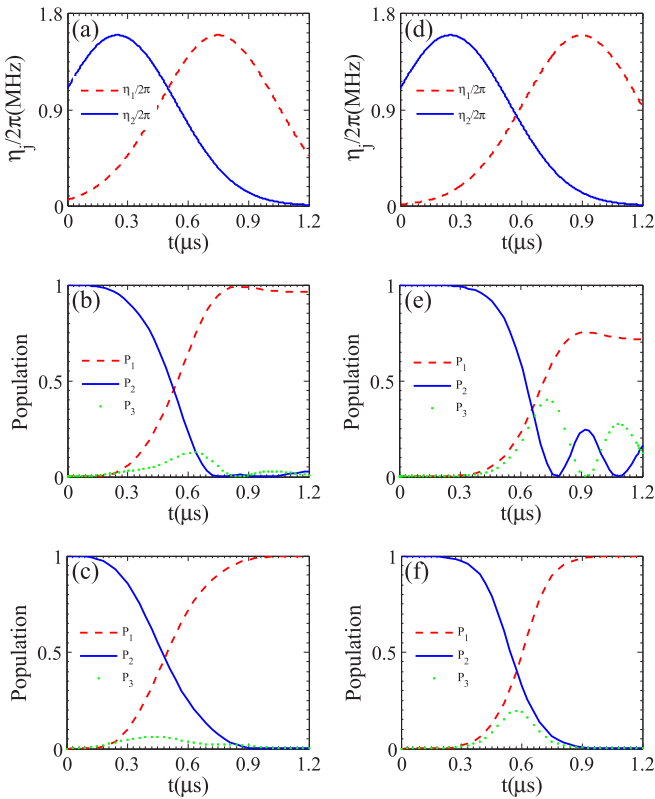 (a)
1.8
0.9
0
η_j/2π(MHz)
η₁/2π
η₂/2π
0 0.3 0.6 0.9 1.2
t(μs)
(d)
1.8
0.9
0
η_j/2π(MHz)
η₁/2π
η₂/2π
0 0.3 0.6 0.9 1.2
t(μs)
(b)
1
0.5
0
Population
P₁
P₂
P₃
0 0.3 0.6 0.9 1.2
t(μs)
(e)
1
0.5
0
Population
P₁
P₂
P₃
0 0.3 0.6 0.9 1.2
t(μs)
(c)
1
0.5
0
Population
P₁
P₂
P₃
0 0.3 0.6 0.9 1.2
t(μs)
(f)
1
0.5
0
Population
P₁
P₂
P₃
0 0.3 0.6 0.9 1.2
t(μs)